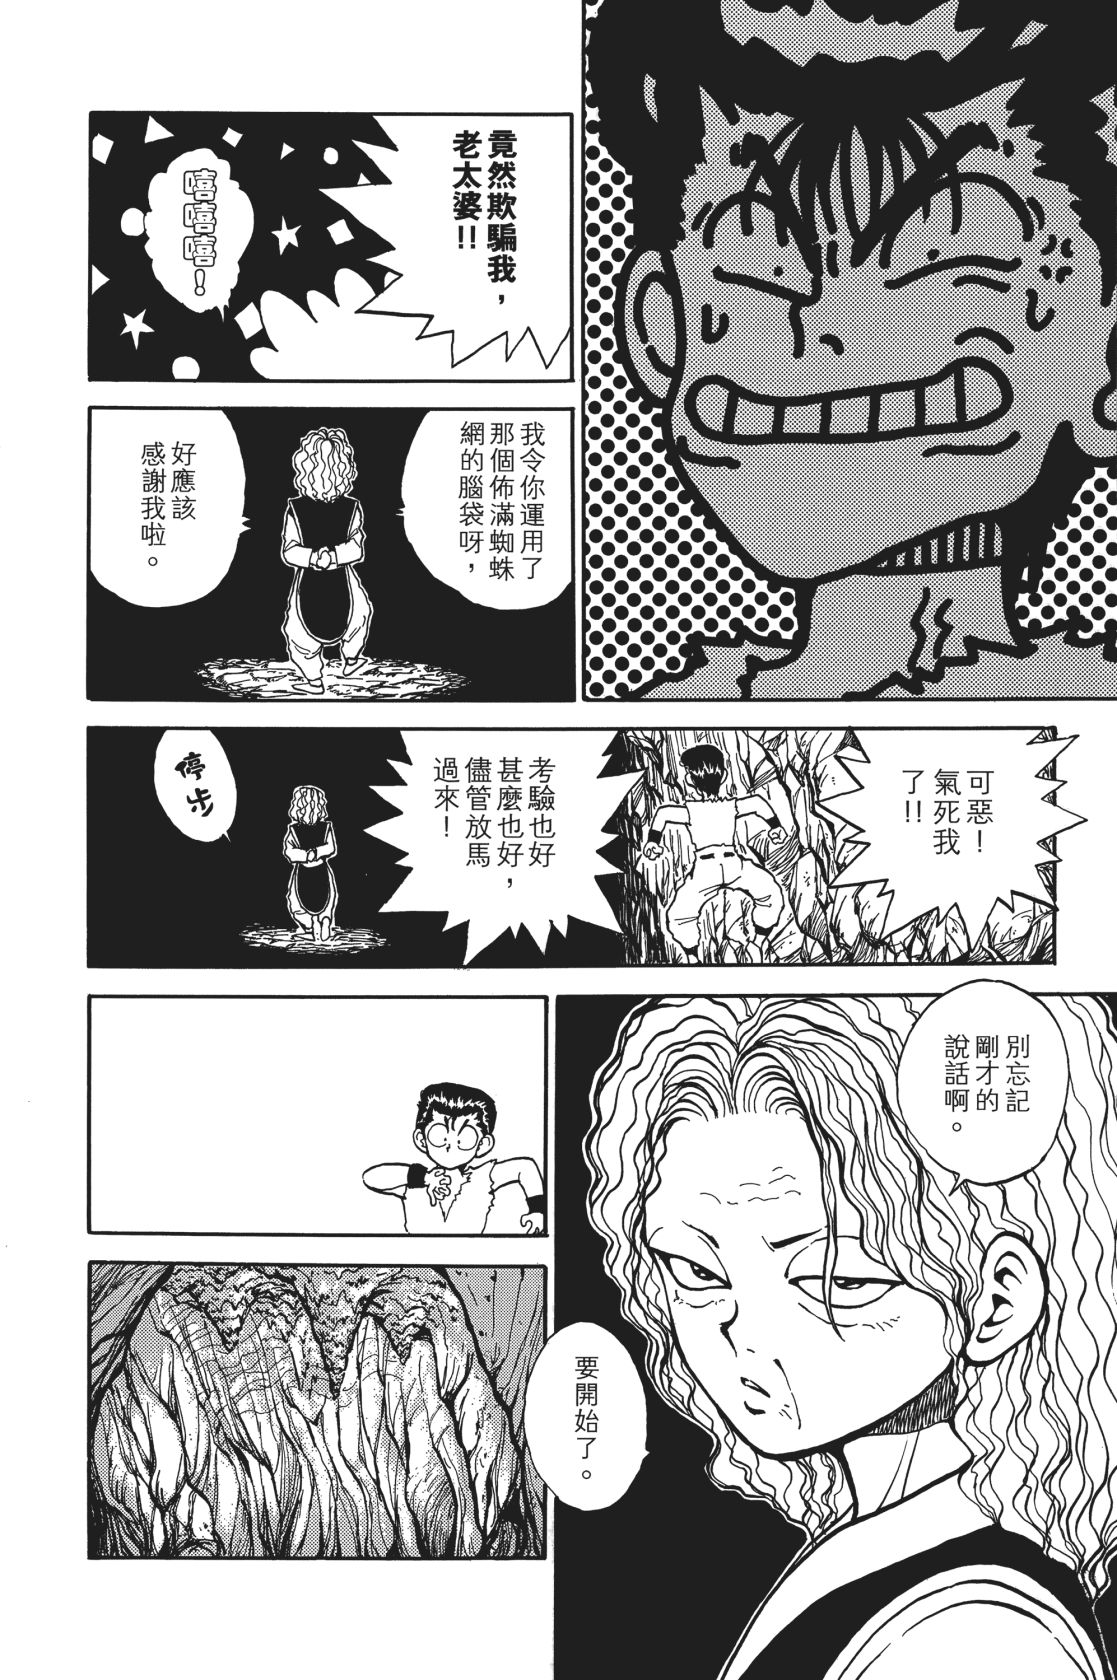 竟然欺騙我，
老太婆!!
嘻嘻嘻！
我令你運用了
那個佈滿蜘蛛
網的腦袋呀，
好應該
感謝我啦。
可惡！
氣死我
了!!
考驗也好
甚麼也好，
儘管放馬
過來！
停步
別忘記
剛才的
說話啊。
要開始了。